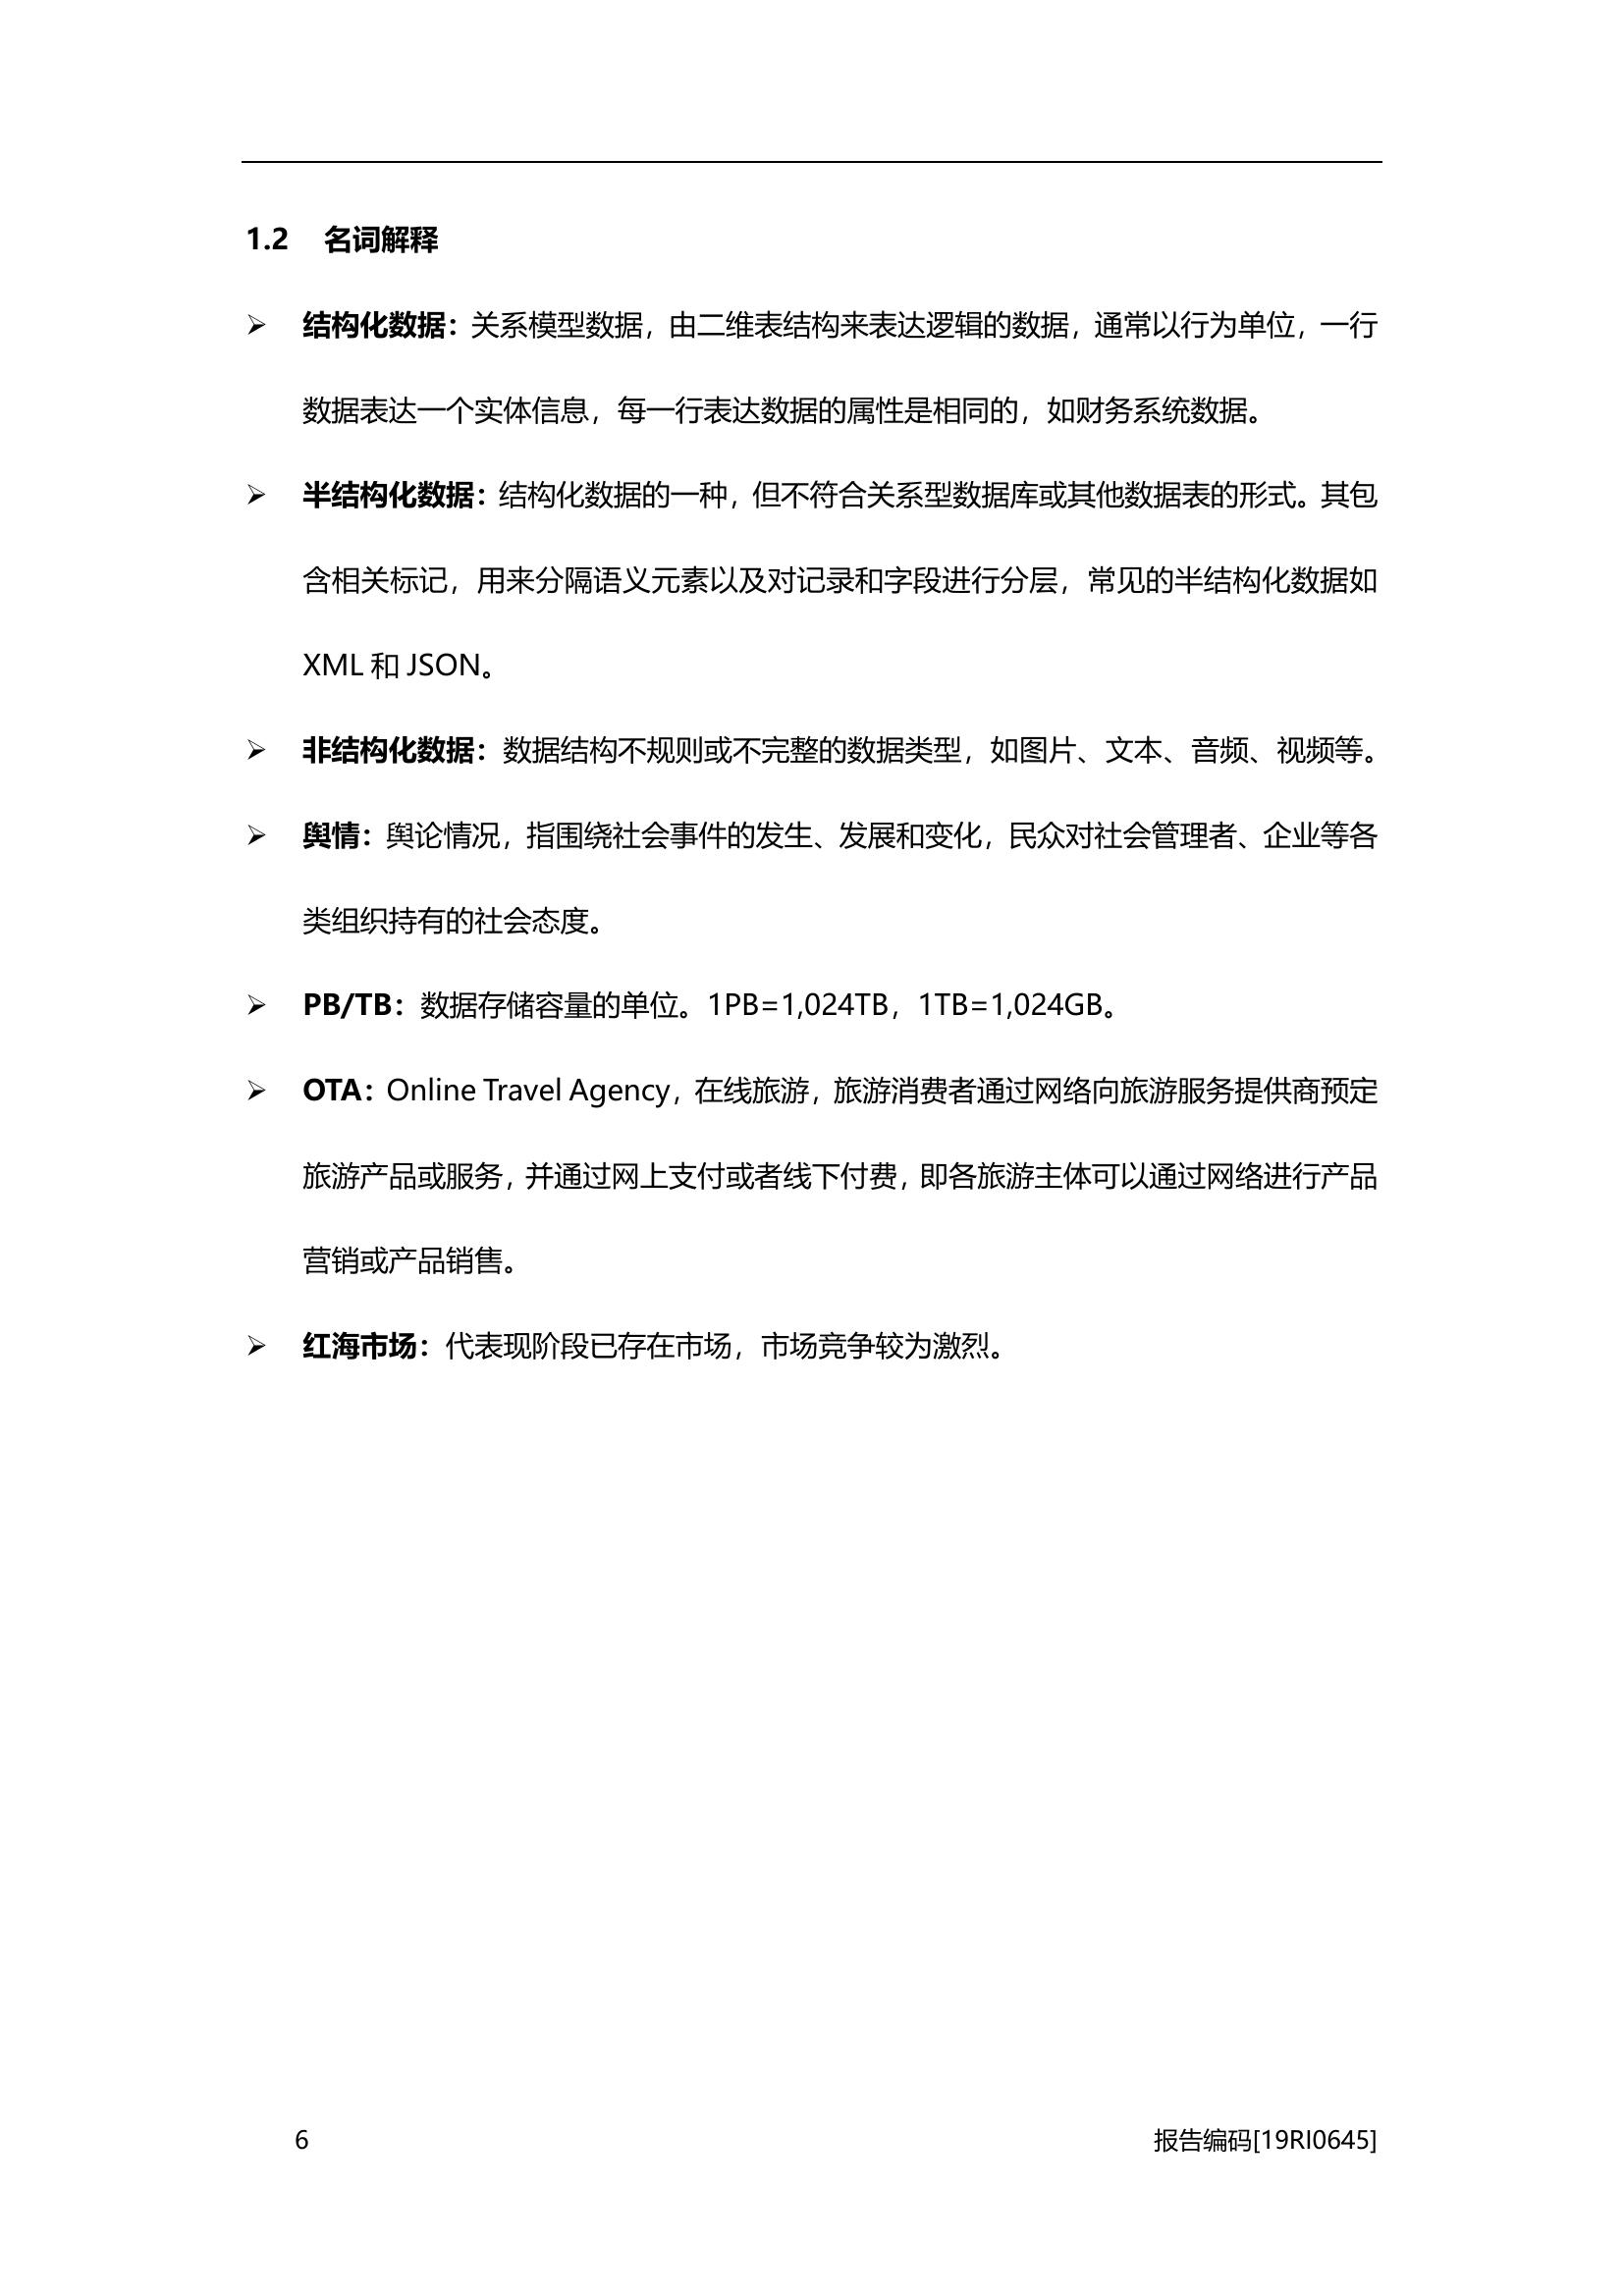 1.2 名词解释
➢ 结构化数据：关系模型数据，由二维表结构来表达逻辑的数据，通常以行为单位，一行
数据表达一个实体信息，每一行表达数据的属性是相同的，如财务系统数据。
➢ 半结构化数据：结构化数据的一种，但不符合关系型数据库或其他数据表的形式。其包
含相关标记，用来分隔语义元素以及对记录和字段进行分层，常见的半结构化数据如
XML 和 JSON。
➢ 非结构化数据：数据结构不规则或不完整的数据类型，如图片、文本、音频、视频等。
➢ 舆情：舆论情况，指围绕社会事件的发生、发展和变化，民众对社会管理者、企业等各
类组织持有的社会态度。
➢ PB/TB：数据存储容量的单位。1PB=1,024TB，1TB=1,024GB。
➢ OTA：Online Travel Agency，在线旅游，旅游消费者通过网络向旅游服务提供商预定
旅游产品或服务，并通过网上支付或者线下付费，即各旅游主体可以通过网络进行产品
营销或产品销售。
➢ 红海市场：代表现阶段已存在市场，市场竞争较为激烈。
6 报告编码[19RI0645]